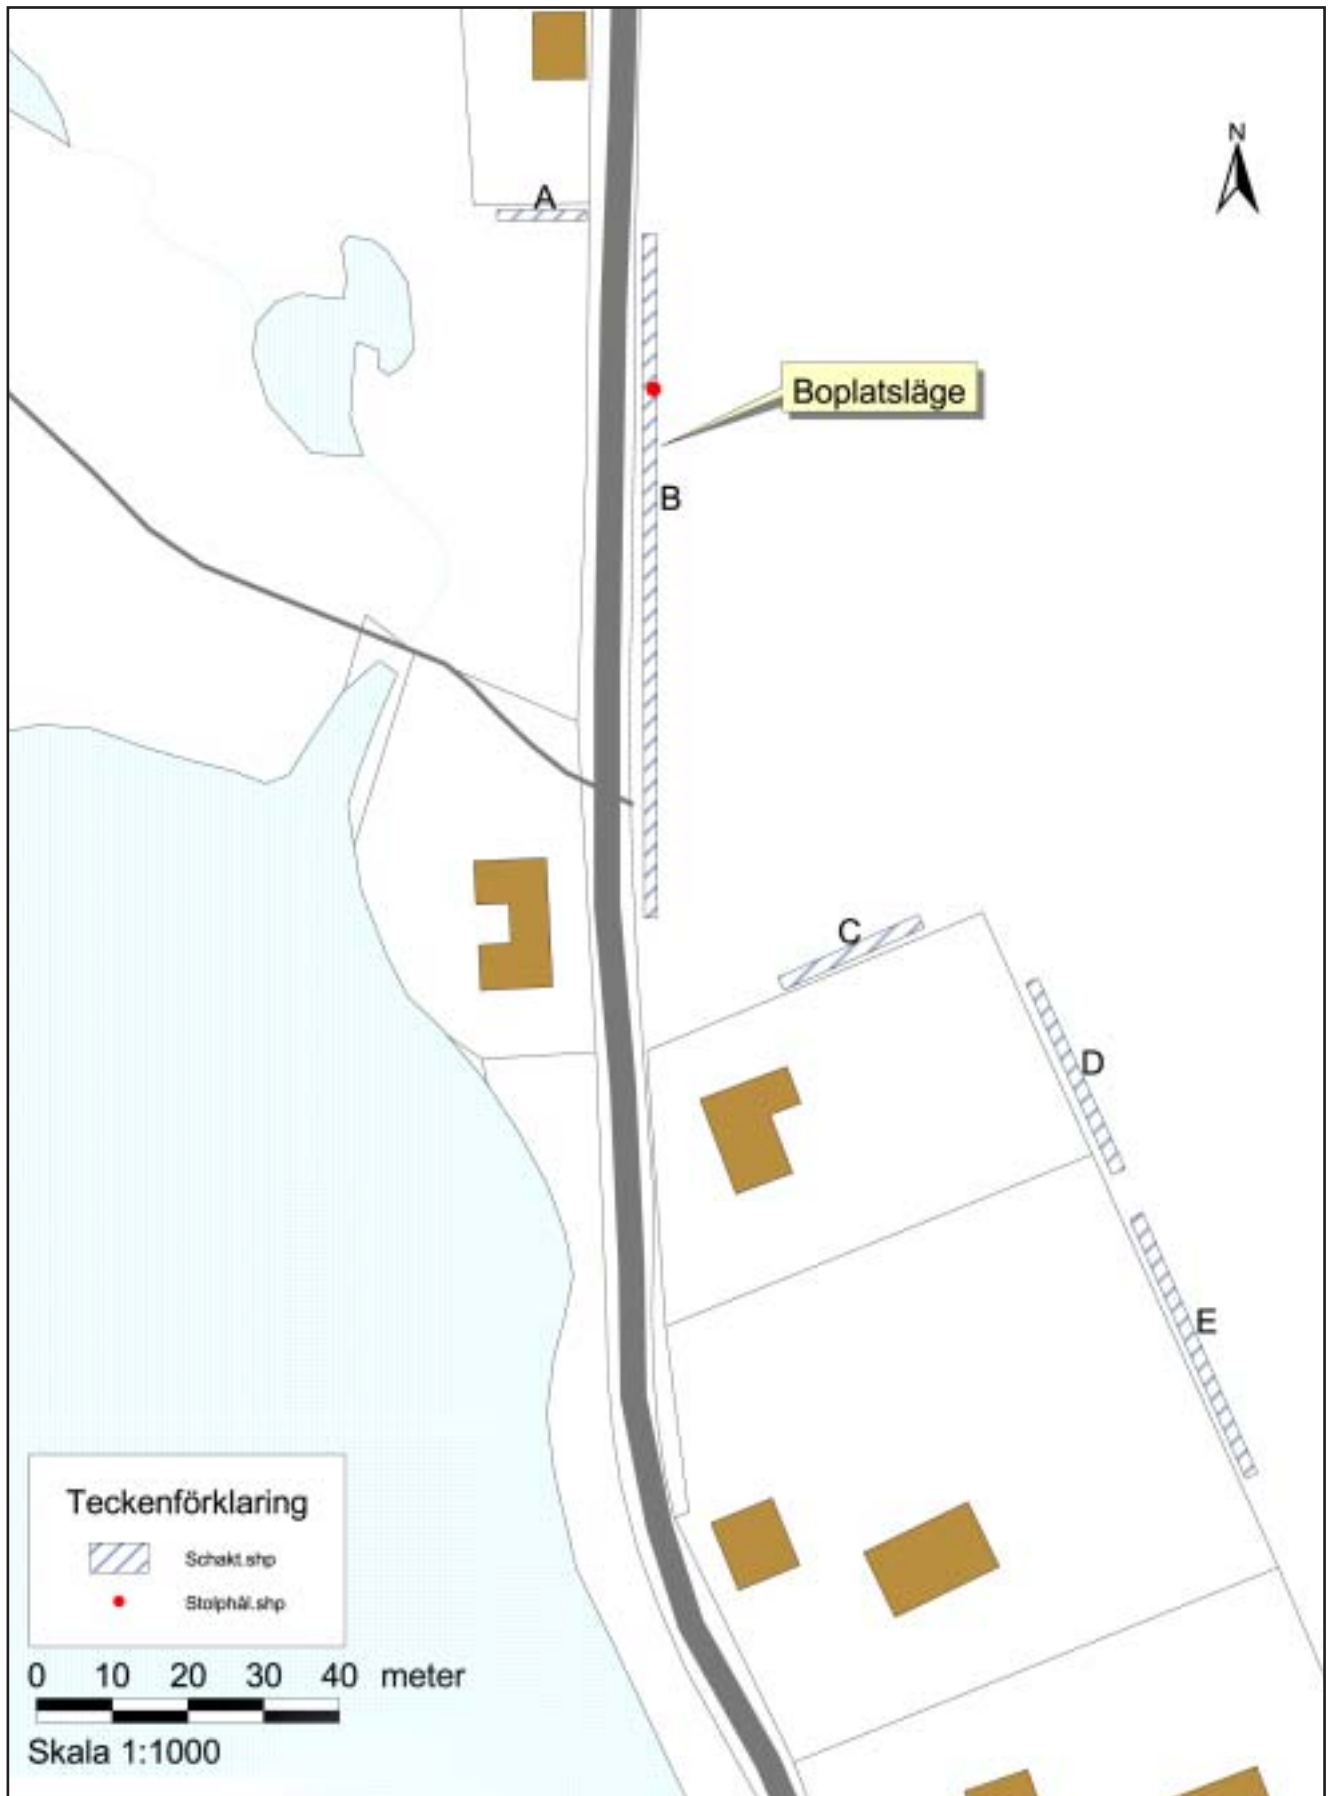 N
A
Boplatsläge
B
C
D
E
Teckenförklaring
Schakt.shp
Stolphål.shp
0 10 20 30 40 meter
Skala 1:1000